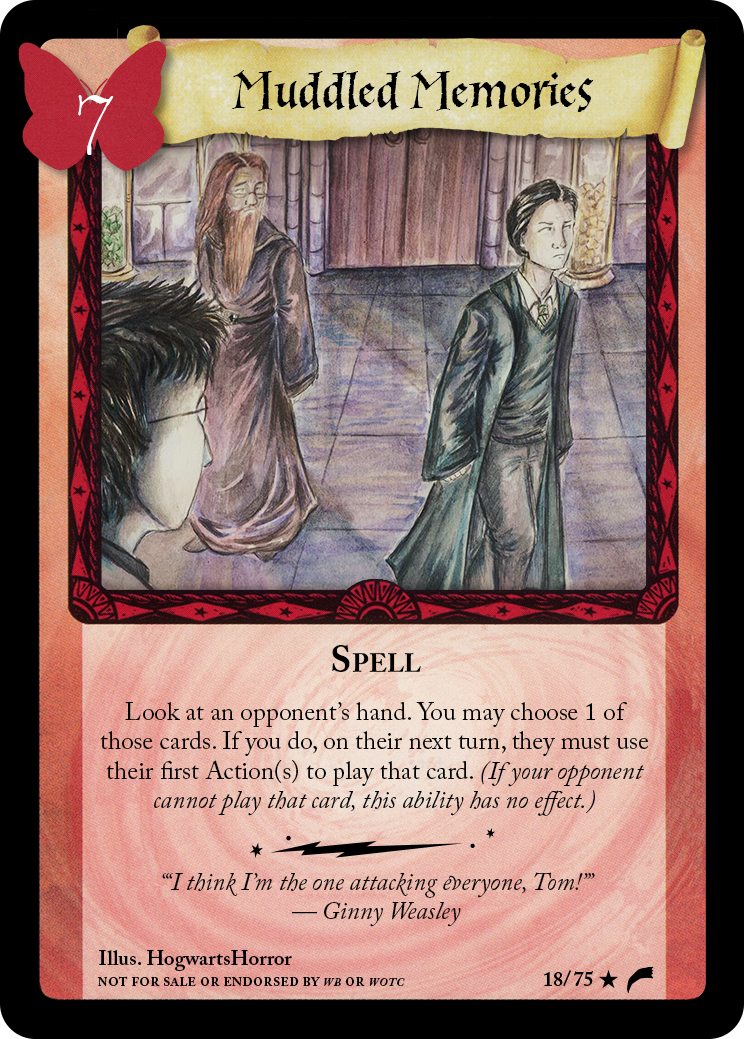 7
Muddled Memories
Spell
Look at an opponent's hand. You may choose 1 of
those cards. If you do, on their next turn, they must use
their first Action(s) to play that card. (If your opponent
cannot play that card, this ability has no effect.)
“‘I think I'm the one attacking everyone, Tom!’”
— Ginny Weasley
Illus. HogwartsHorror
NOT FOR SALE OR ENDORSED BY WB OR WOTC
18/75 ★